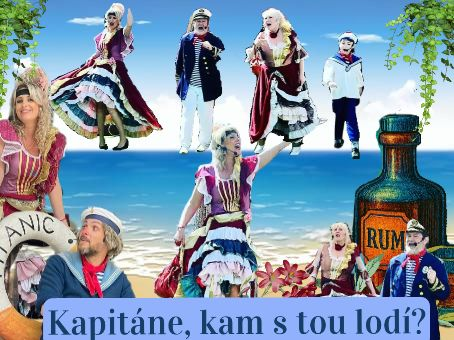 ANIC
RUM
Kapitáne, kam s tou lodí?